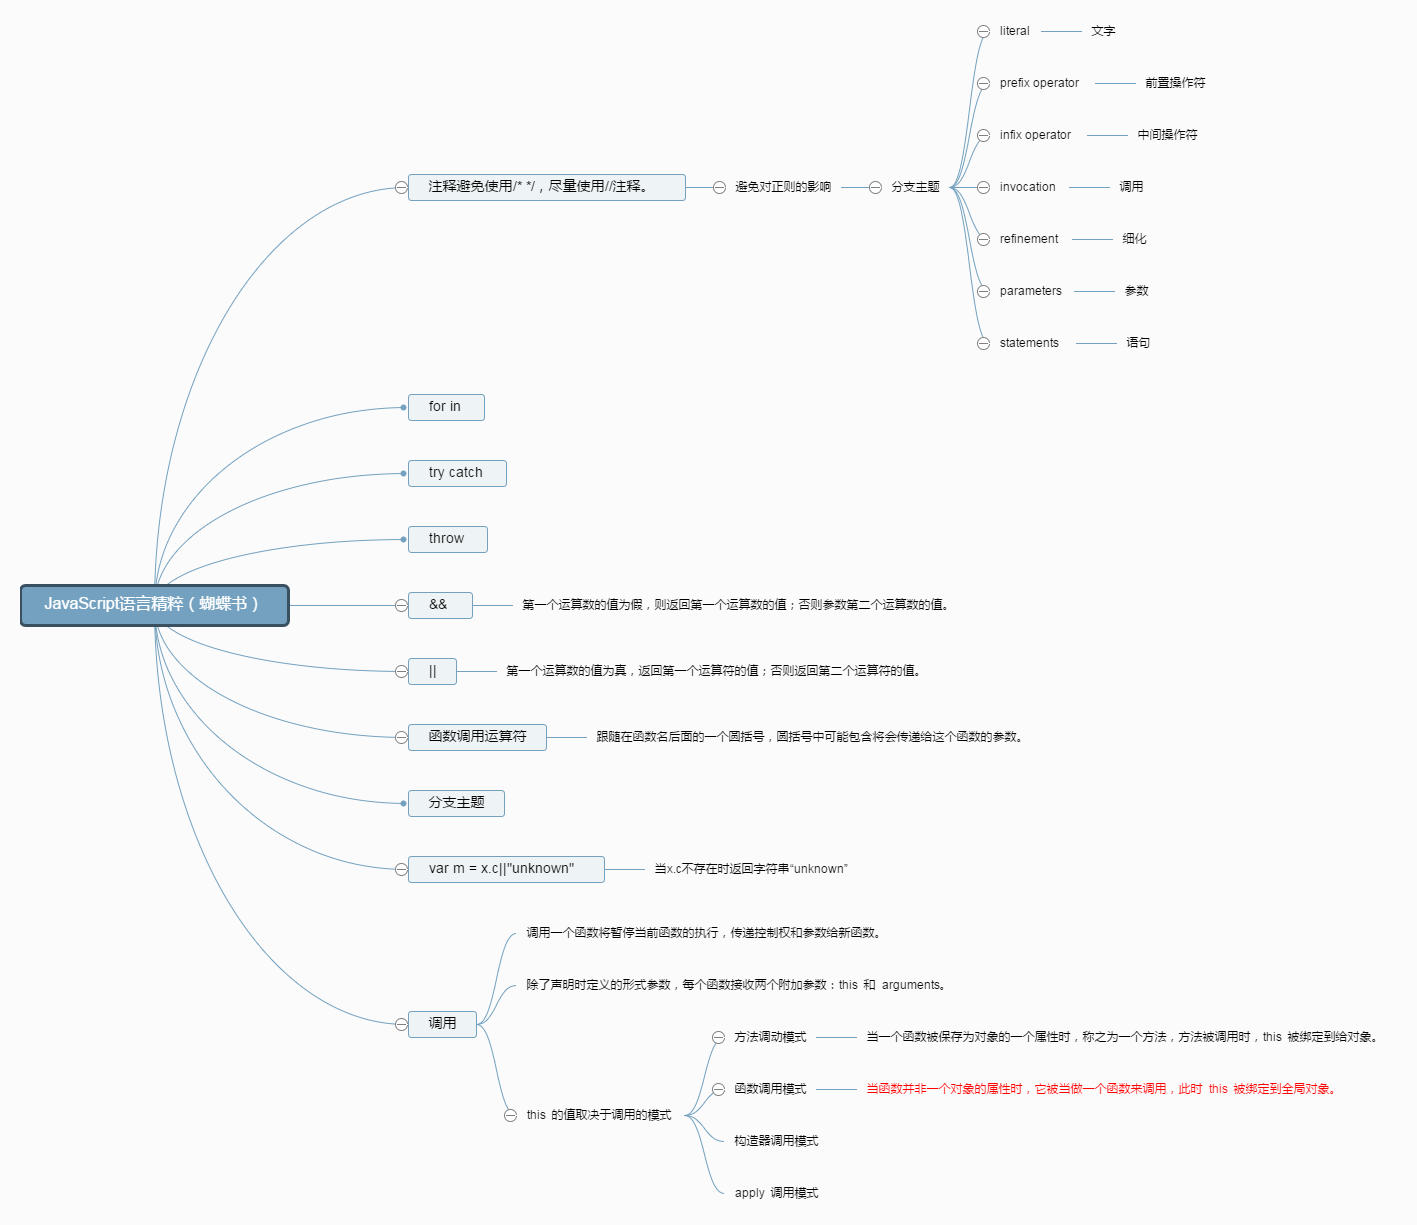 JavaScript语言精粹（蝴蝶书）
注释避免使用/* */，尽量使用//注释。
避免对正则的影响
分支主题
literal
文字
prefix operator
前置操作符
infix operator
中间操作符
invocation
调用
refinement
细化
parameters
参数
statements
语句
for in
try catch
throw
&&
第一个运算数的值为假，则返回第一个运算数的值；否则参数第二个运算数的值。
||
第一个运算数的值为真，返回第一个运算符的值；否则返回第二个运算符的值。
函数调用运算符
跟随在函数名后面的一个圆括号，圆括号中可能包含将会传递给这个函数的参数。
分支主题
var m = x.c||"unknown"
当x.c不存在时返回字符串“unknown”
调用
调用一个函数将暂停当前函数的执行，传递控制权和参数给新函数。
除了声明时定义的形式参数，每个函数接收两个附加参数：this 和 arguments。
this 的值取决于调用的模式
方法调动模式
当一个函数被保存为对象的一个属性时，称之为一个方法，方法被调用时，this 被绑定到给对象。
函数调用模式
当函数并非一个对象的属性时，它被当做一个函数来调用，此时 this 被绑定到全局对象。
构造器调用模式
apply 调用模式